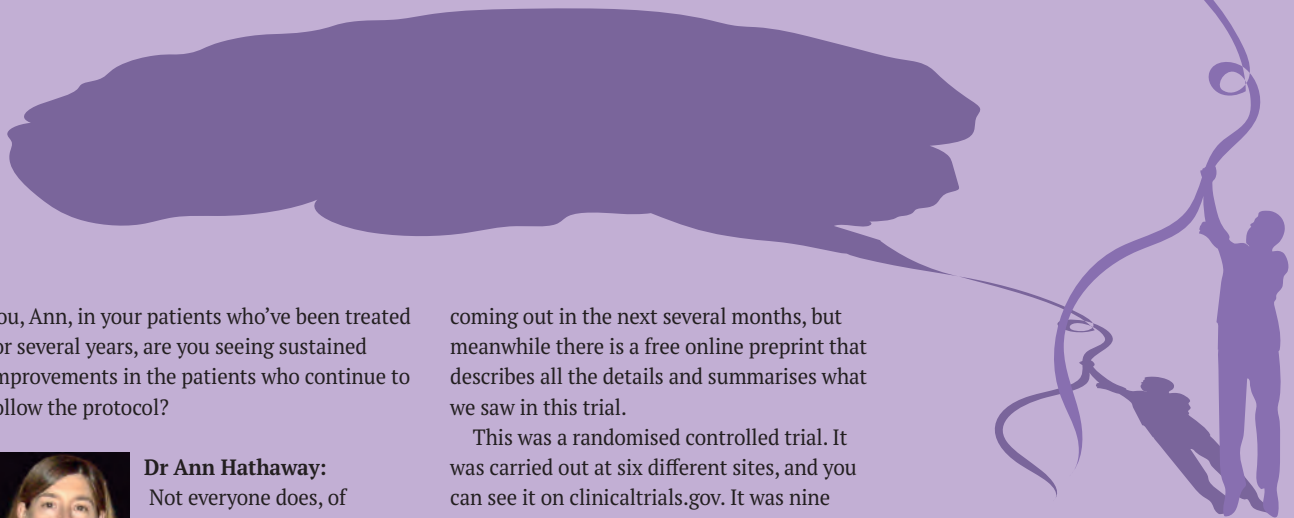 ou, Ann, in your patients who’ve been treated
or several years, are you seeing sustained
mprovements in the patients who continue to
ollow the protocol?
Dr Ann Hathaway:
Not everyone does, of
coming out in the next several months, but
meanwhile there is a free online preprint that
describes all the details and summarises what
we saw in this trial.
This was a randomised controlled trial. It
was carried out at six different sites, and you
can see it on clinicaltrials.gov. It was nine